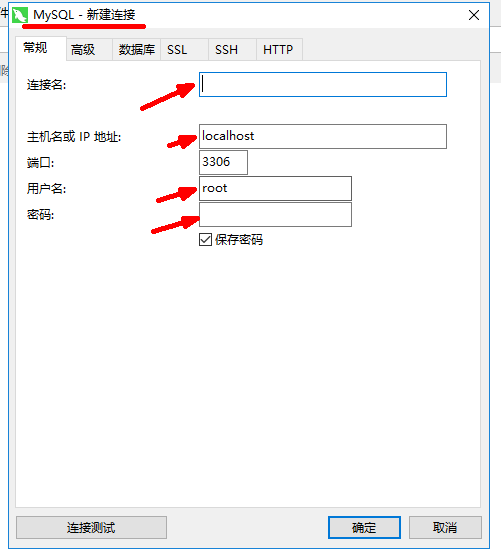 MySQL - 新建连接
常规 高级 数据库 SSL SSH HTTP
连接名:
主机名或 IP 地址: localhost
端口: 3306
用户名: root
密码:
保存密码
连接测试 确定 取消